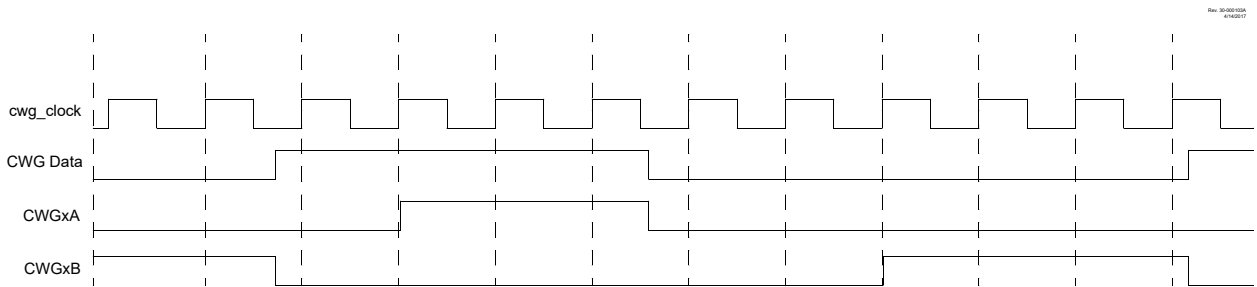 Rev. 30-000103A
4/14/2017
cwg_clock
CWG Data
CWGxA
CWGxB